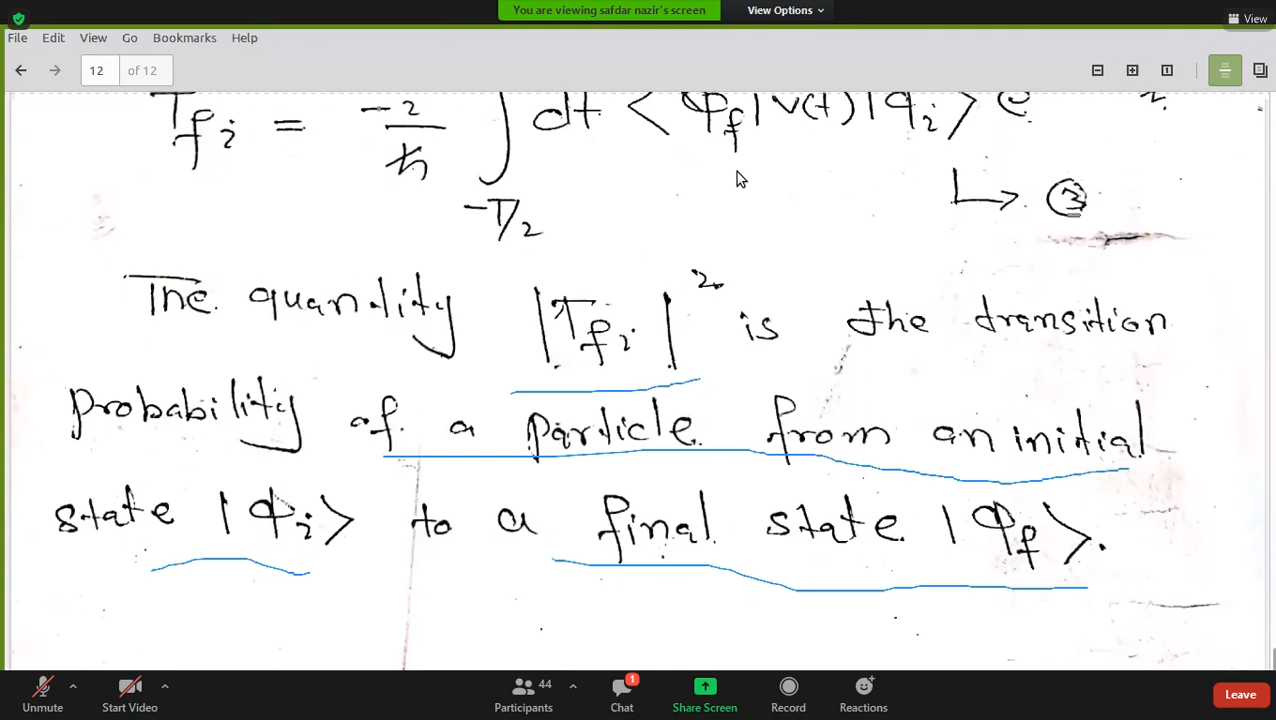 You are viewing safdar nazir's screen View Options
View
File Edit View Go Bookmarks Help
12 of 12
T_fi = -i/ħ ∫ dt <φ_f|v(t)|φ_i> e
-T/2
→ ③
The quantity |T_fi|² is the transition
probability of a particle from an initial
state |φ_i> to a final state |φ_f>.
Unmute Start Video 44 Participants 1 Chat Share Screen Record Reactions Leave